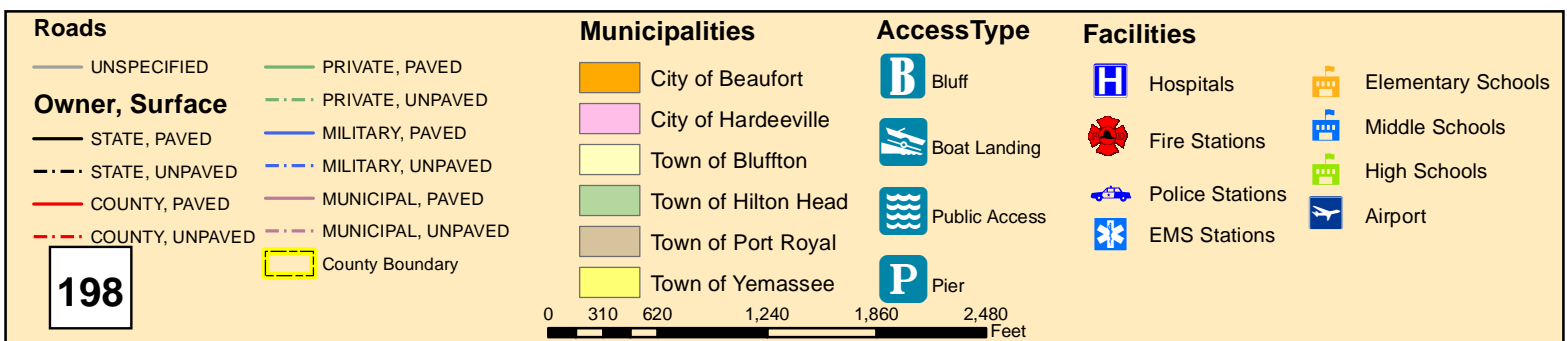 Roads
UNSPECIFIED
Owner, Surface
STATE, PAVED
STATE, UNPAVED
COUNTY, PAVED
COUNTY, UNPAVED
198
PRIVATE, PAVED
PRIVATE, UNPAVED
MILITARY, PAVED
MILITARY, UNPAVED
MUNICIPAL, PAVED
MUNICIPAL, UNPAVED
County Boundary
Municipalities
City of Beaufort
City of Hardeeville
Town of Bluffton
Town of Hilton Head
Town of Port Royal
Town of Yemassee
AccessType
B Bluff
Boat Landing
Public Access
P Pier
Facilities
H Hospitals
Fire Stations
Police Stations
EMS Stations
Elementary Schools
Middle Schools
High Schools
Airport
0 310 620 1,240 1,860 2,480
Feet